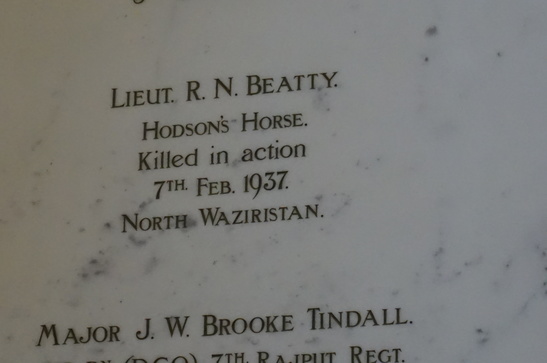 LIEUT. R. N. BEATTY.
HODSON'S HORSE.
Killed in action
7TH. FEB. 1937.
NORTH WAZIRISTAN.
MAJOR J. W. BROOKE TINDALL.
(D.C.O.) 7TH. RAJPUT REGT.